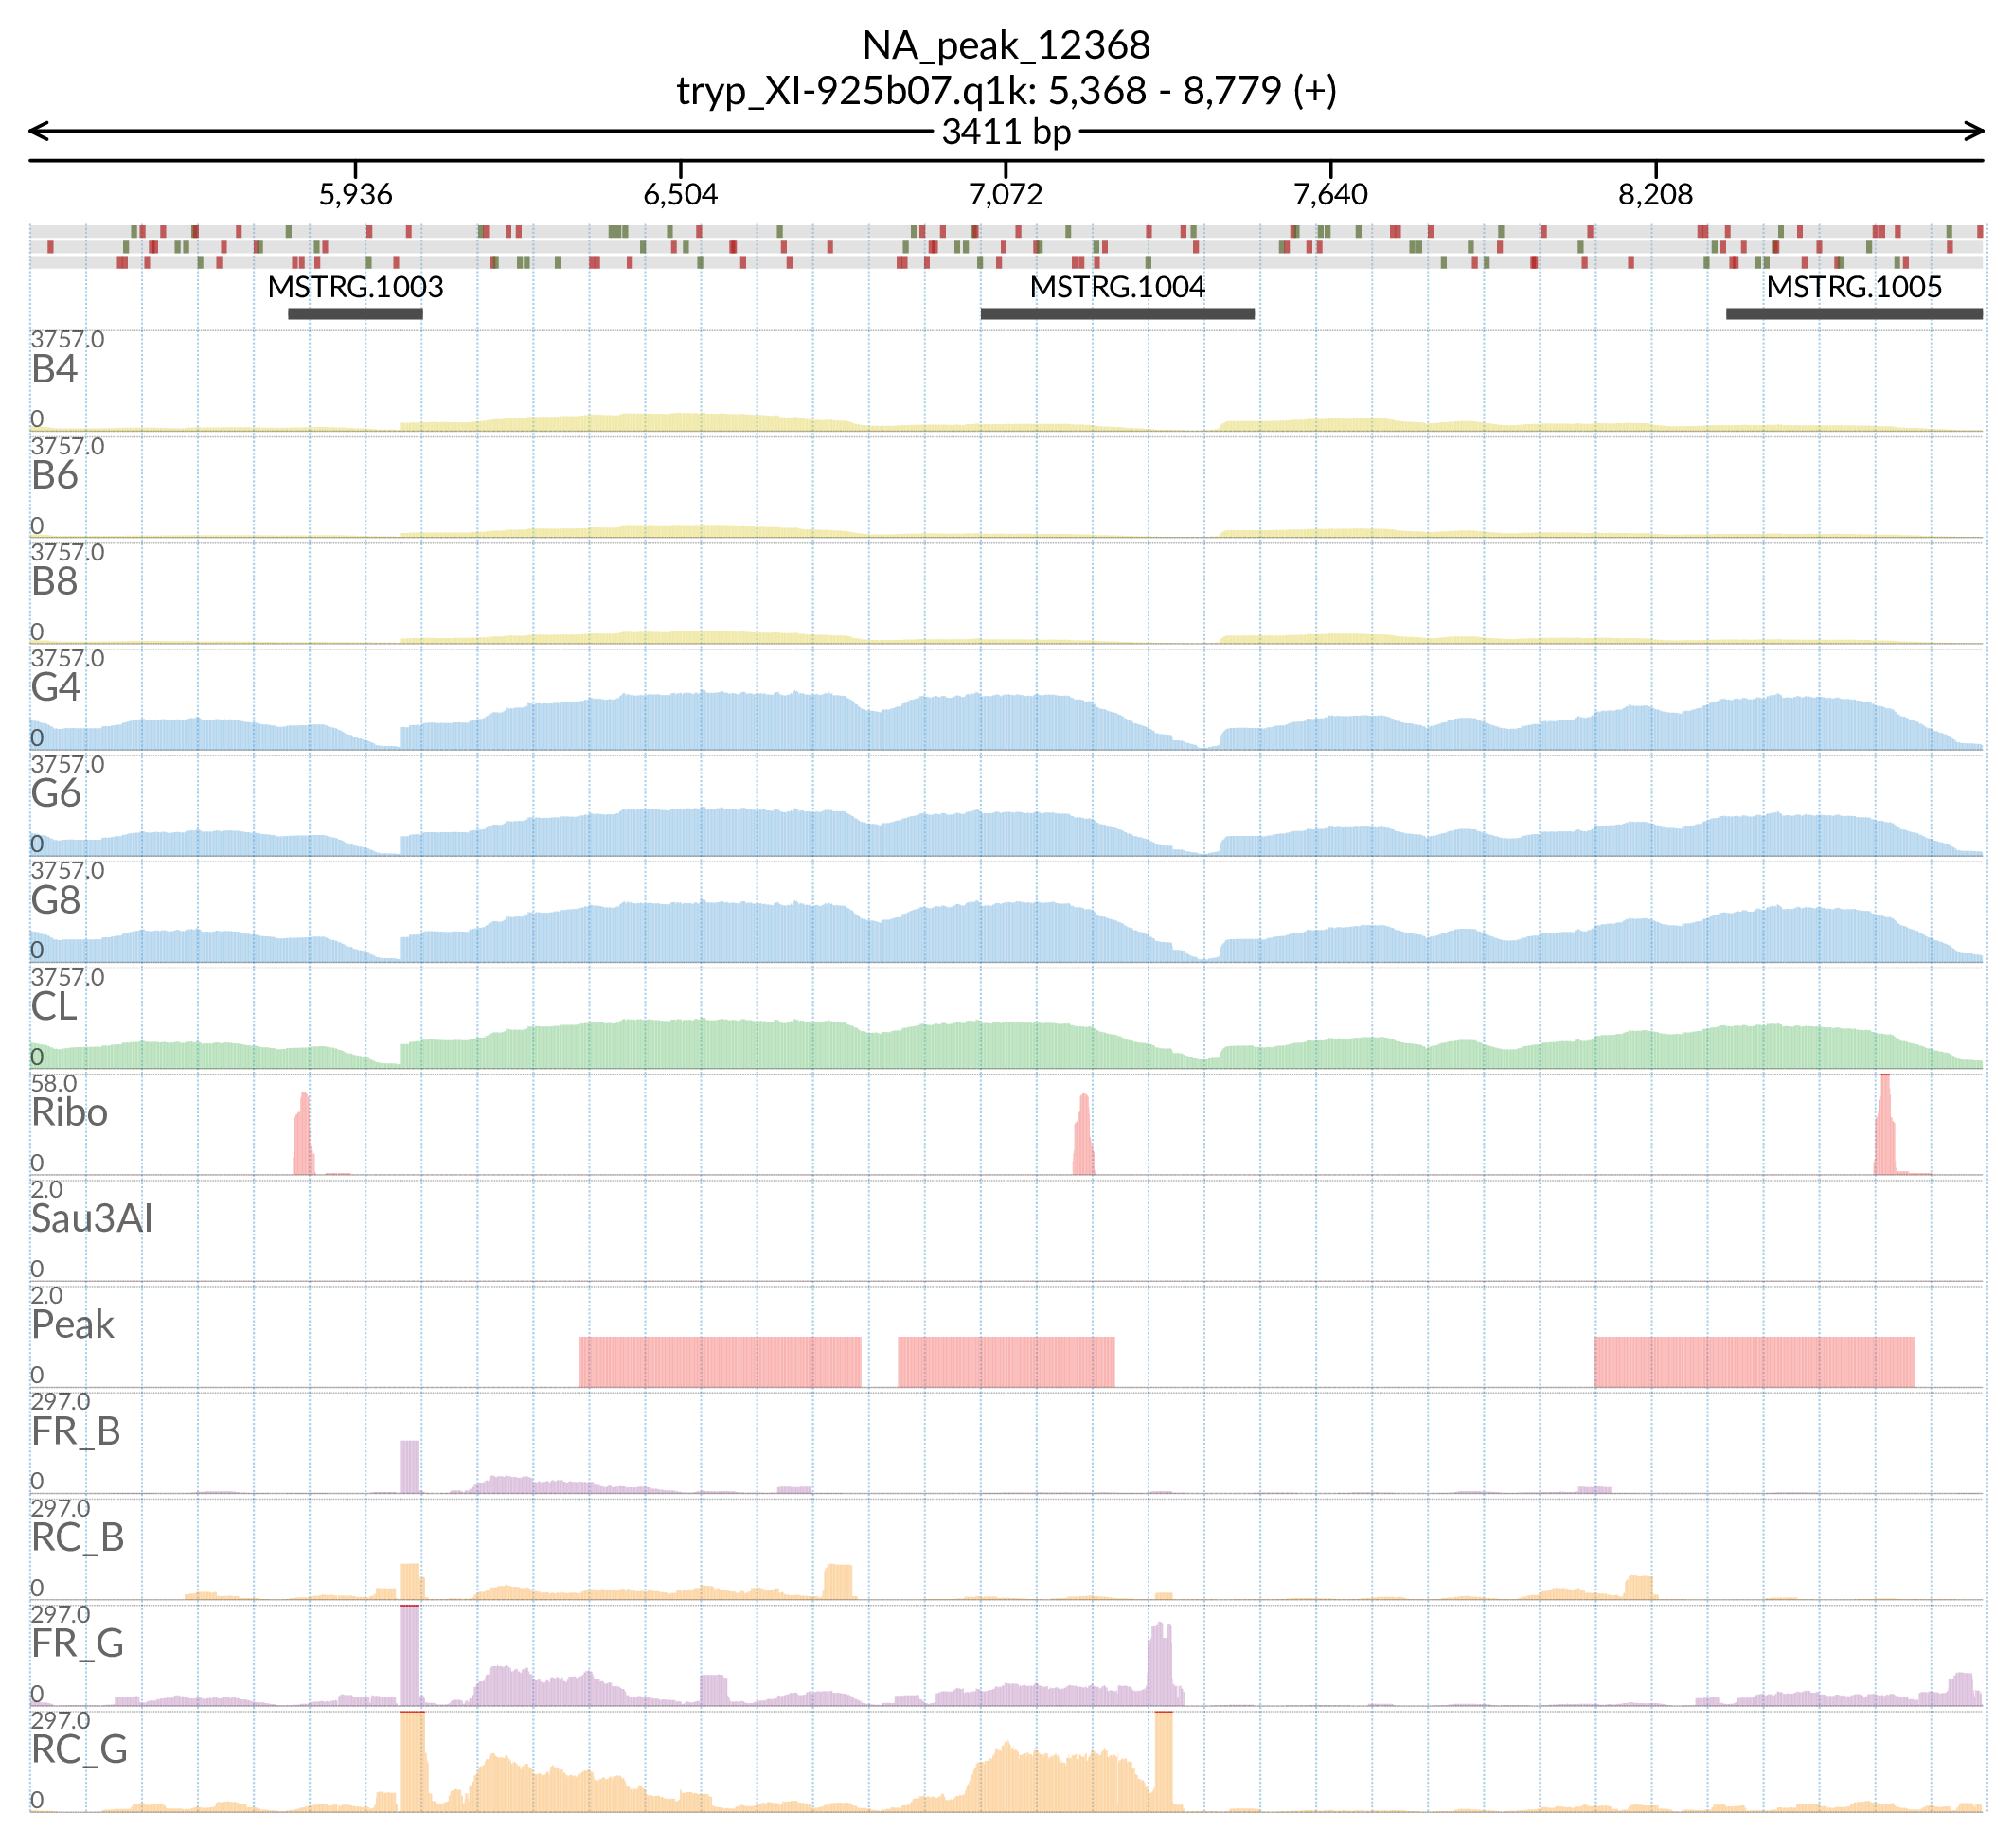 NA_peak_12368
tryp_XI-925b07.q1k: 5,368 - 8,779 (+)
3411 bp
5,936 6,504 7,072 7,640 8,208
MSTRG.1003 MSTRG.1004 MSTRG.1005
3757.0
B4
0
3757.0
B6
0
3757.0
B8
0
3757.0
G4
0
3757.0
G6
0
3757.0
G8
0
3757.0
CL
0
58.0
Ribo
0
2.0
Sau3AI
0
2.0
Peak
0
297.0
FR_B
0
297.0
RC_B
0
297.0
FR_G
0
297.0
RC_G
0